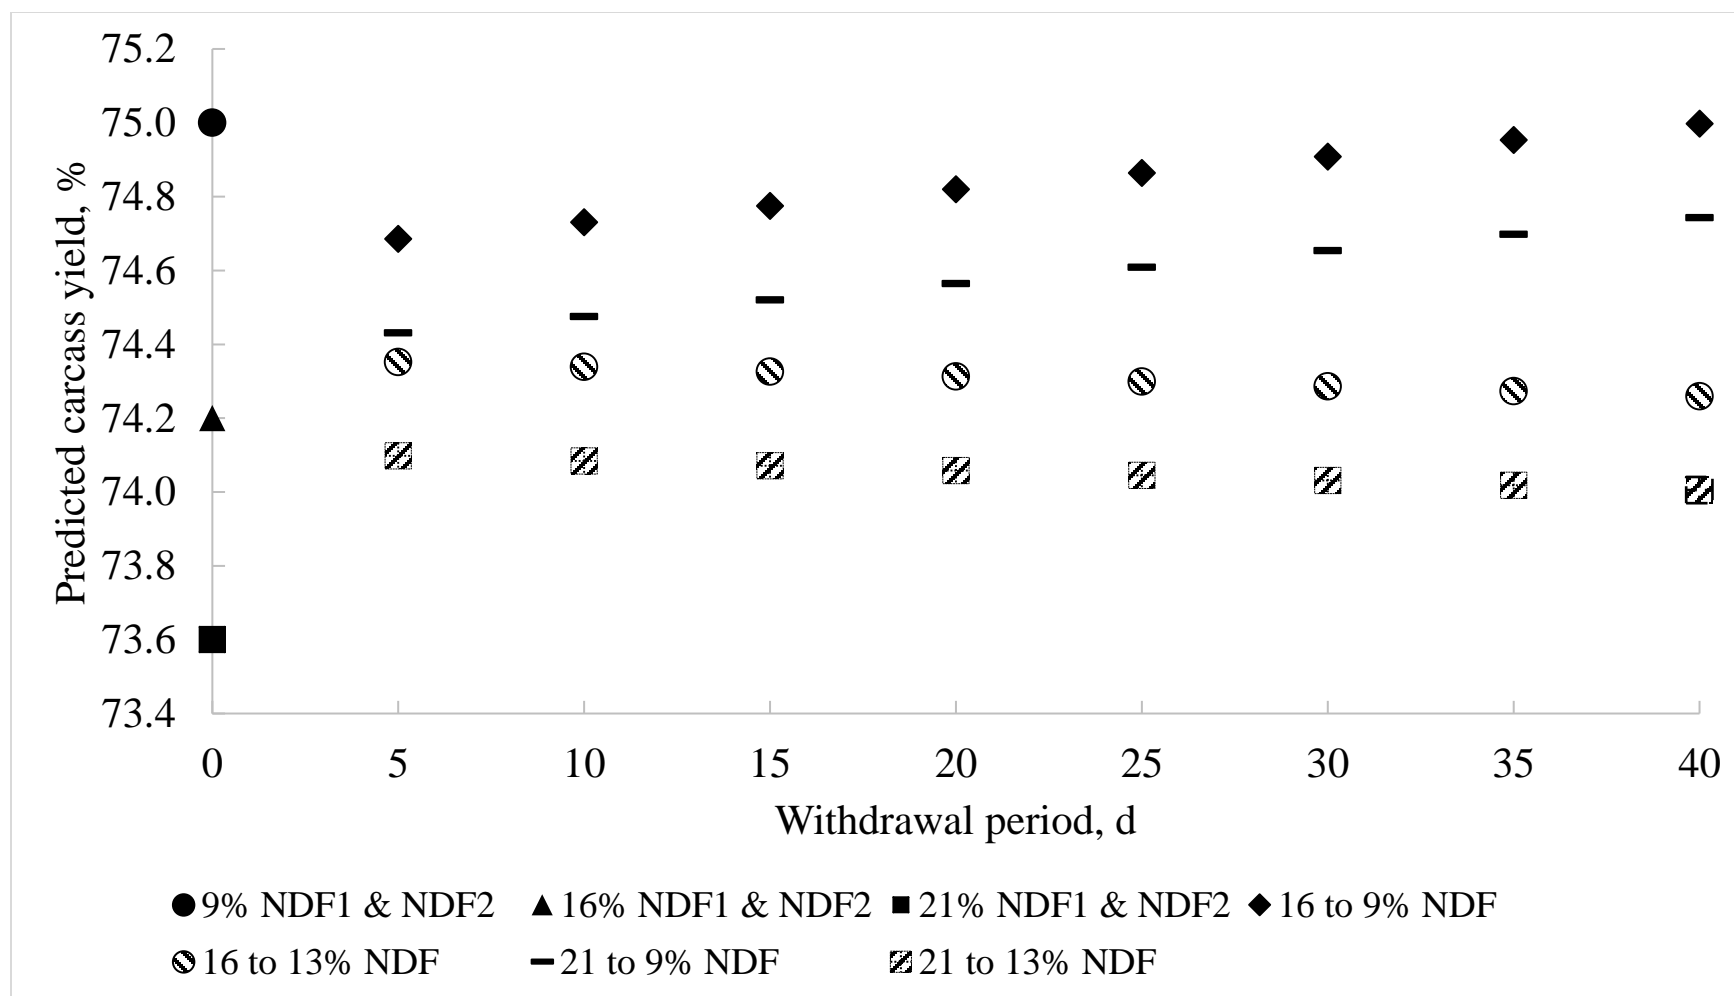 75.2
75.0
74.8
74.6
74.4
74.2
74.0
73.8
73.6
73.4
Predicted carcass yield, %
0 5 10 15 20 25 30 35 40
Withdrawal period, d
9% NDF1 & NDF2 16% NDF1 & NDF2 21% NDF1 & NDF2 16 to 9% NDF
16 to 13% NDF 21 to 9% NDF 21 to 13% NDF